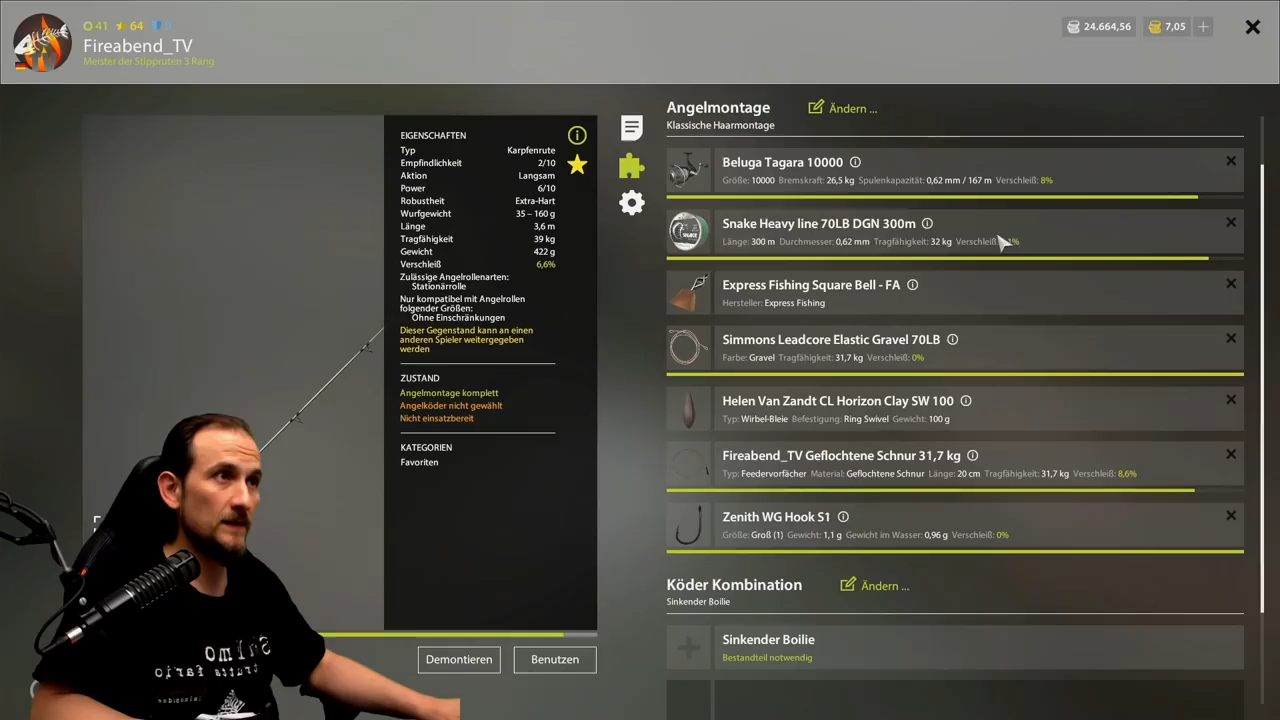 41 64
Fireabend_TV
Meister der Stippruten 3.Rang
24.664,56
7,05
EIGENSCHAFTEN
Typ Karpfenrute
Empfindlichkeit 2/10
Aktion Langsam
Power 6/10
Robustheit Extra-Hart
Wurfgewicht 35 – 160 g
Länge 3,6 m
Tragfähigkeit 39 kg
Gewicht 422 g
Verschleiß 6,6%
Zulässige Angelrollenarten:
Stationärrolle
Nur kompatibel mit Angelrollen
folgender Größen:
Ohne Einschränkungen
Dieser Gegenstand kann an einen
anderen Spieler weitergegeben
werden
ZUSTAND
Angelmontage komplett
Angelköder nicht gewählt
Nicht einsatzbereit
KATEGORIEN
Favoriten
Demontieren
Benutzen
Angelmontage Ändern ...
Klassische Haarmontage
Beluga Tagara 10000
Größe: 10000 Bremskraft: 26,5 kg Spulenkapazität: 0,62 mm / 167 m Verschleiß: 8%
Snake Heavy line 70LB DGN 300m
Länge: 300 m Durchmesser: 0,62 mm Tragfähigkeit: 32 kg Verschleiß:
Express Fishing Square Bell - FA
Hersteller: Express Fishing
Simmons Leadcore Elastic Gravel 70LB
Farbe: Gravel Tragfähigkeit: 31,7 kg Verschleiß: 0%
Helen Van Zandt CL Horizon Clay SW 100
Typ: Wirbel-Bleie Befestigung: Ring Swivel Gewicht: 100 g
Fireabend_TV Geflochtene Schnur 31,7 kg
Typ: Feedervorfächer Material: Geflochtene Schnur Länge: 20 cm Tragfähigkeit: 31,7 kg Verschleiß: 8,6%
Zenith WG Hook S1
Größe: Groß (1) Gewicht: 1,1 g Gewicht im Wasser: 0,96 g Verschleiß: 0%
Köder Kombination Ändern ...
Sinkender Boilie
Sinkender Boilie
Bestandteil notwendig